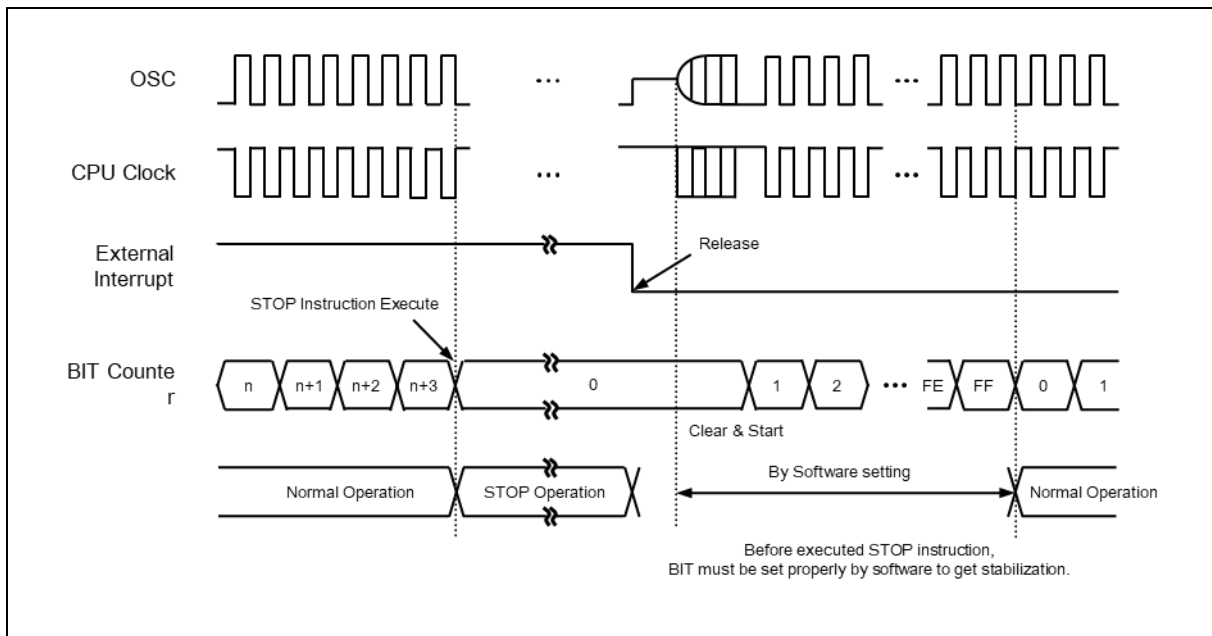 OSC
...
...
CPU Clock
...
...
External
Interrupt
Release
STOP Instruction Execute
BIT Counte
r
n
n+1
n+2
n+3
0
1
2
...
FE
FF
0
1
Clear & Start
Normal Operation
STOP Operation
By Software setting
Normal Operation
Before executed STOP instruction,
BIT must be set properly by software to get stabilization.